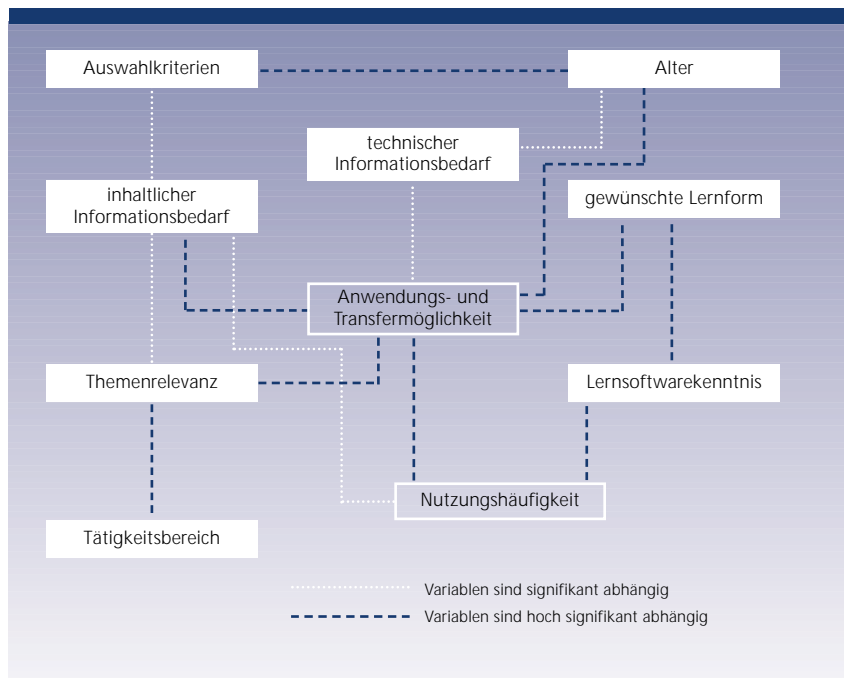 Auswahlkriterien
Alter
technischer
Informationsbedarf
inhaltlicher
Informationsbedarf
gewünschte Lernform
Anwendungs- und
Transfermöglichkeit
Themenrelevanz
Lernsoftwarekenntnis
Nutzungshäufigkeit
Tätigkeitsbereich
Variablen sind signifikant abhängig
Variablen sind hoch signifikant abhängig